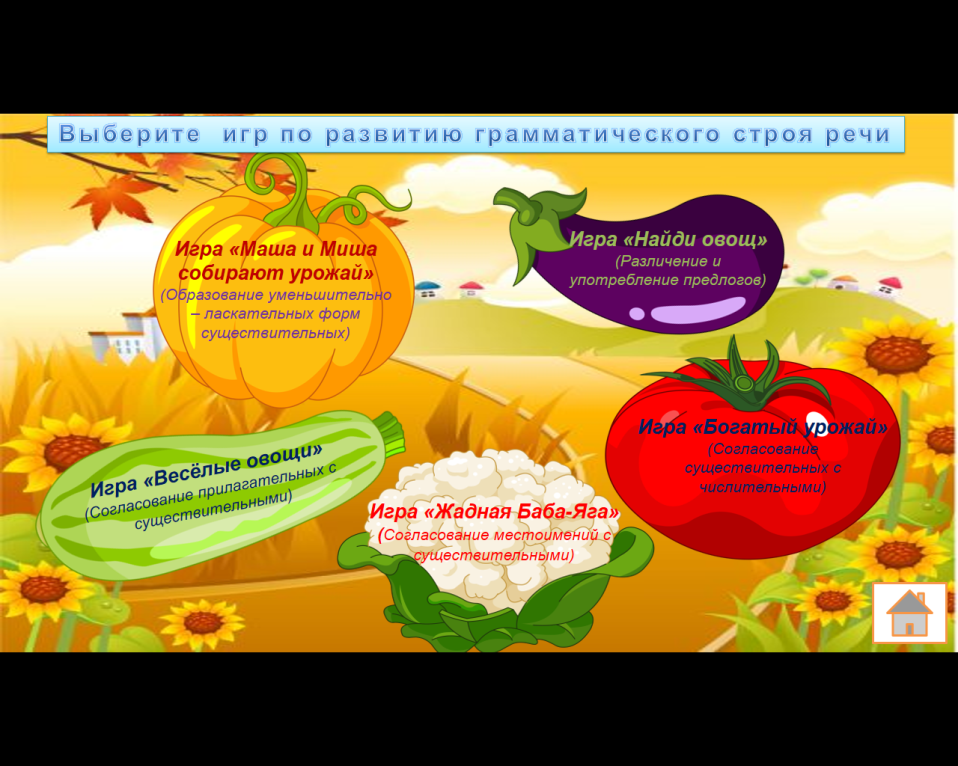 Выберите игр по развитию грамматического строя речи
Игра «Маша и Миша
собирают урожай»
(Образование уменьшительно
– ласкательных форм
существительных)
Игра «Найди овощ»
(Различение и
употребление предлогов)
Игра «Весёлые овощи»
(Согласование прилагательных с
существительными)
Игра «Жадная Баба-Яга»
(Согласование местоимений с
существительными)
Игра «Богатый урожай»
(Согласование
существительных с
числительными)